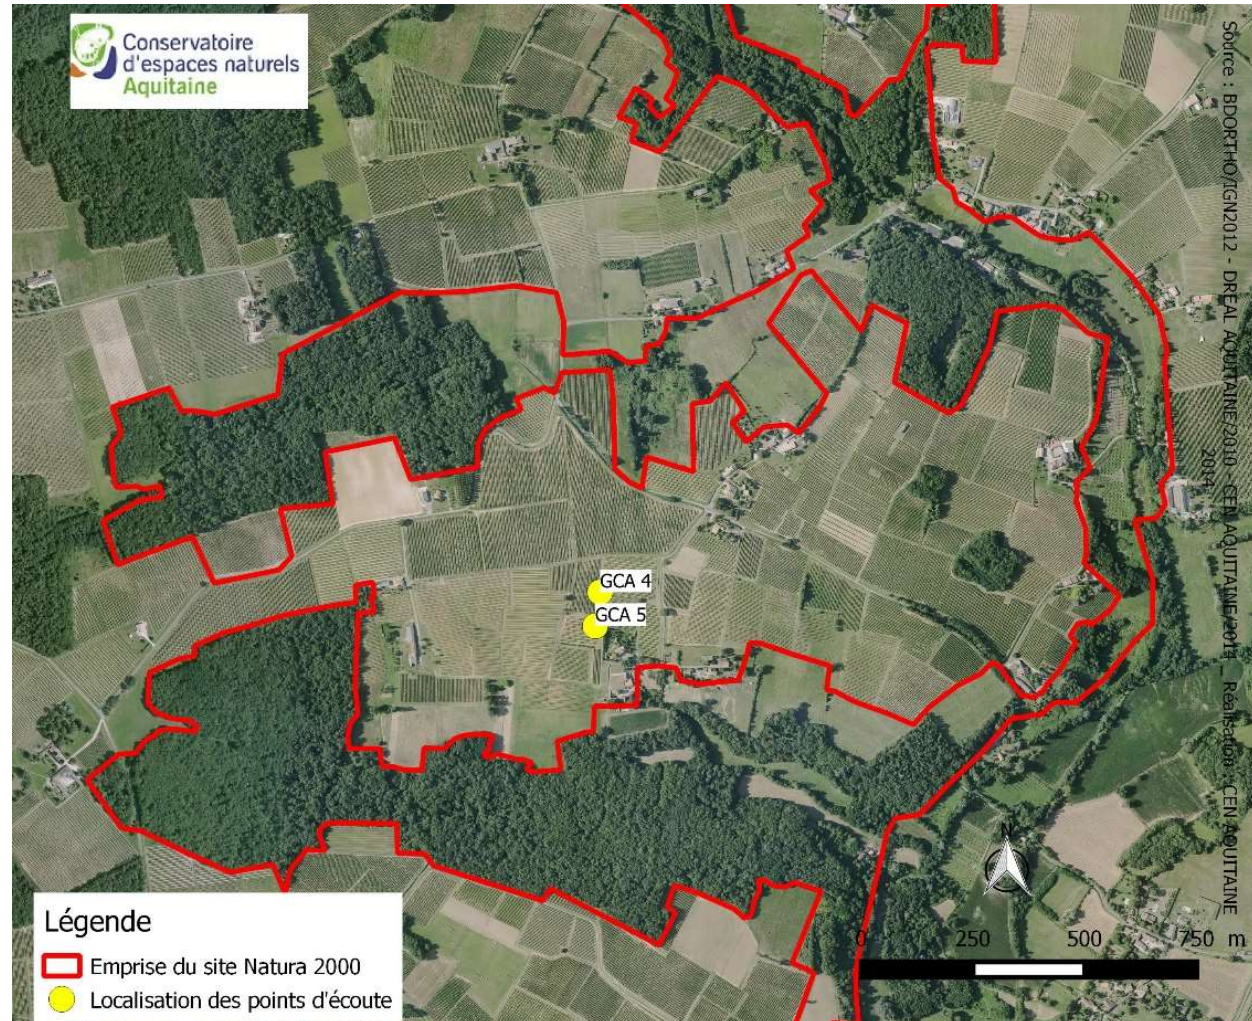 Conservatoire
d'espaces naturels
Aquitaine
Source : BDORTHO/IGN2012 - DREAL AQUITAINE/2010 - CEN AQUITAINE/2014 Réalisation : CEN AQUITAINE
2014
GCA 4
GCA 5
N
0 250 500 750 m
Légende
Emprise du site Natura 2000
Localisation des points d'écoute